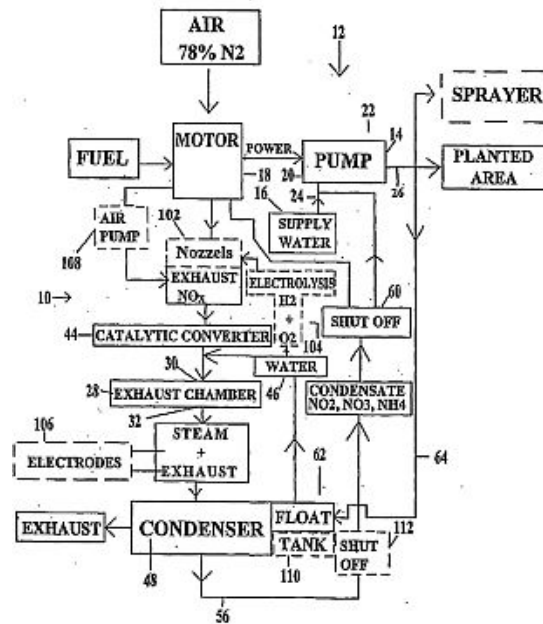 AIR
78% N2
12
SPRAYER
22
14
MOTOR
POWER
FUEL
PUMP
PLANTED
AREA
18
20
24
26
16
102
AIR
PUMP
SUPPLY
WATER
108
Nozzels
EXHAUST
NOx
ELECTROLYSIS
H2
+
O2
60
10
SHUT OFF
44
CATALYTIC CONVERTER
104
30
WATER
46
CONDENSATE
NO2, NO3, NH4
28
EXHAUST CHAMBER
32
106
STEAM
+
EXHAUST
ELECTRODES
62
64
EXHAUST
CONDENSER
FLOAT
112
TANK
SHUT
OFF
48
110
56